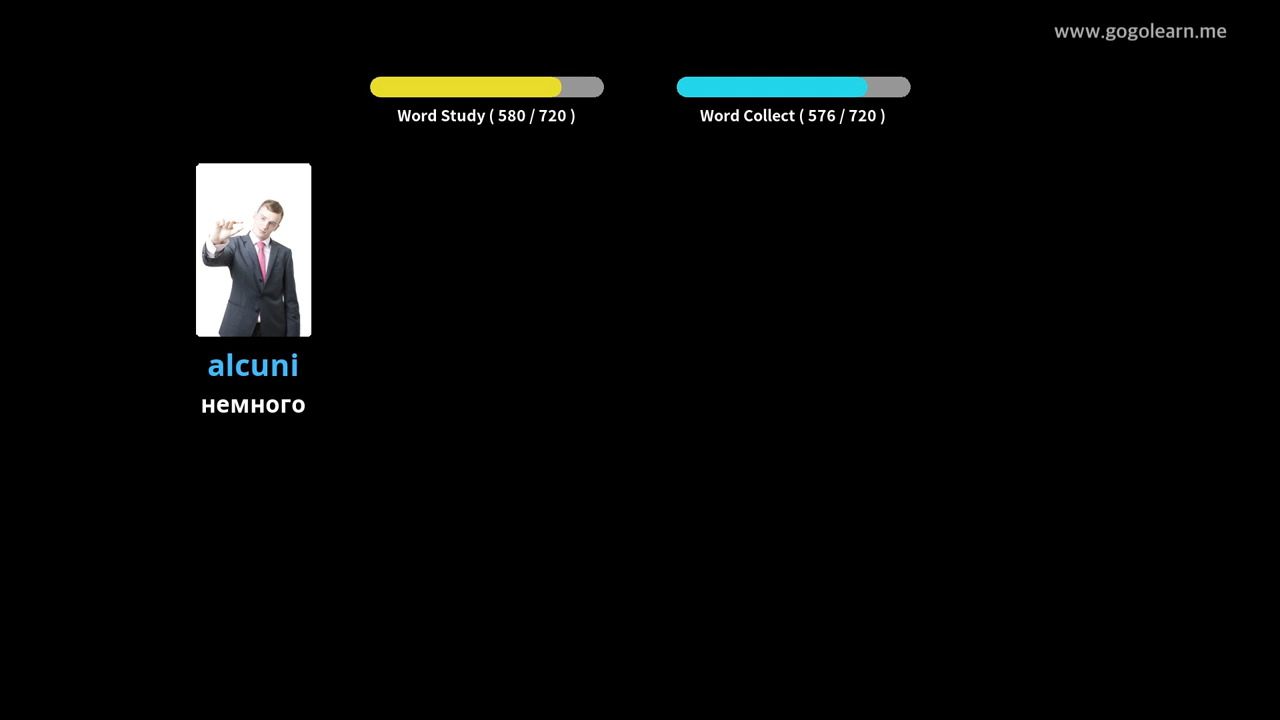 www.gogolearn.me
Word Study ( 580 / 720 )
Word Collect ( 576 / 720 )
alcuni
немного